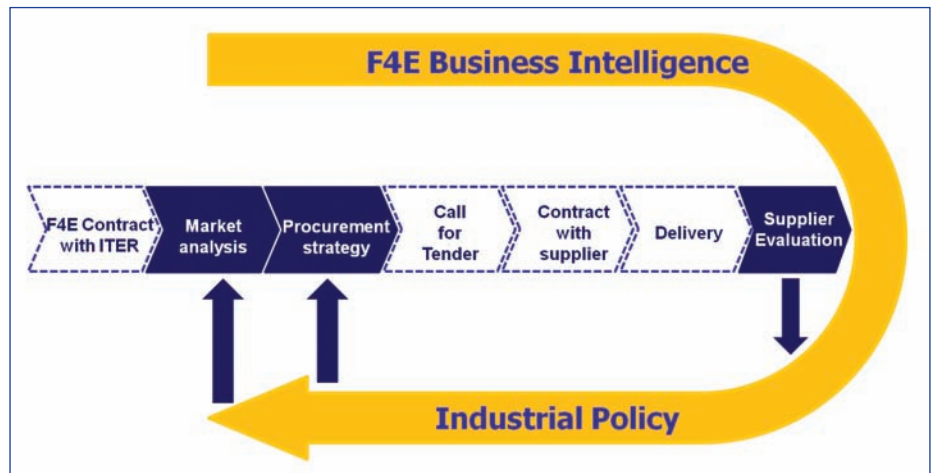 F4E Business Intelligence
F4E Contract
with ITER
Market
analysis
Procurement
strategy
Call
for
Tender
Contract
with
supplier
Delivery
Supplier
Evaluation
Industrial Policy